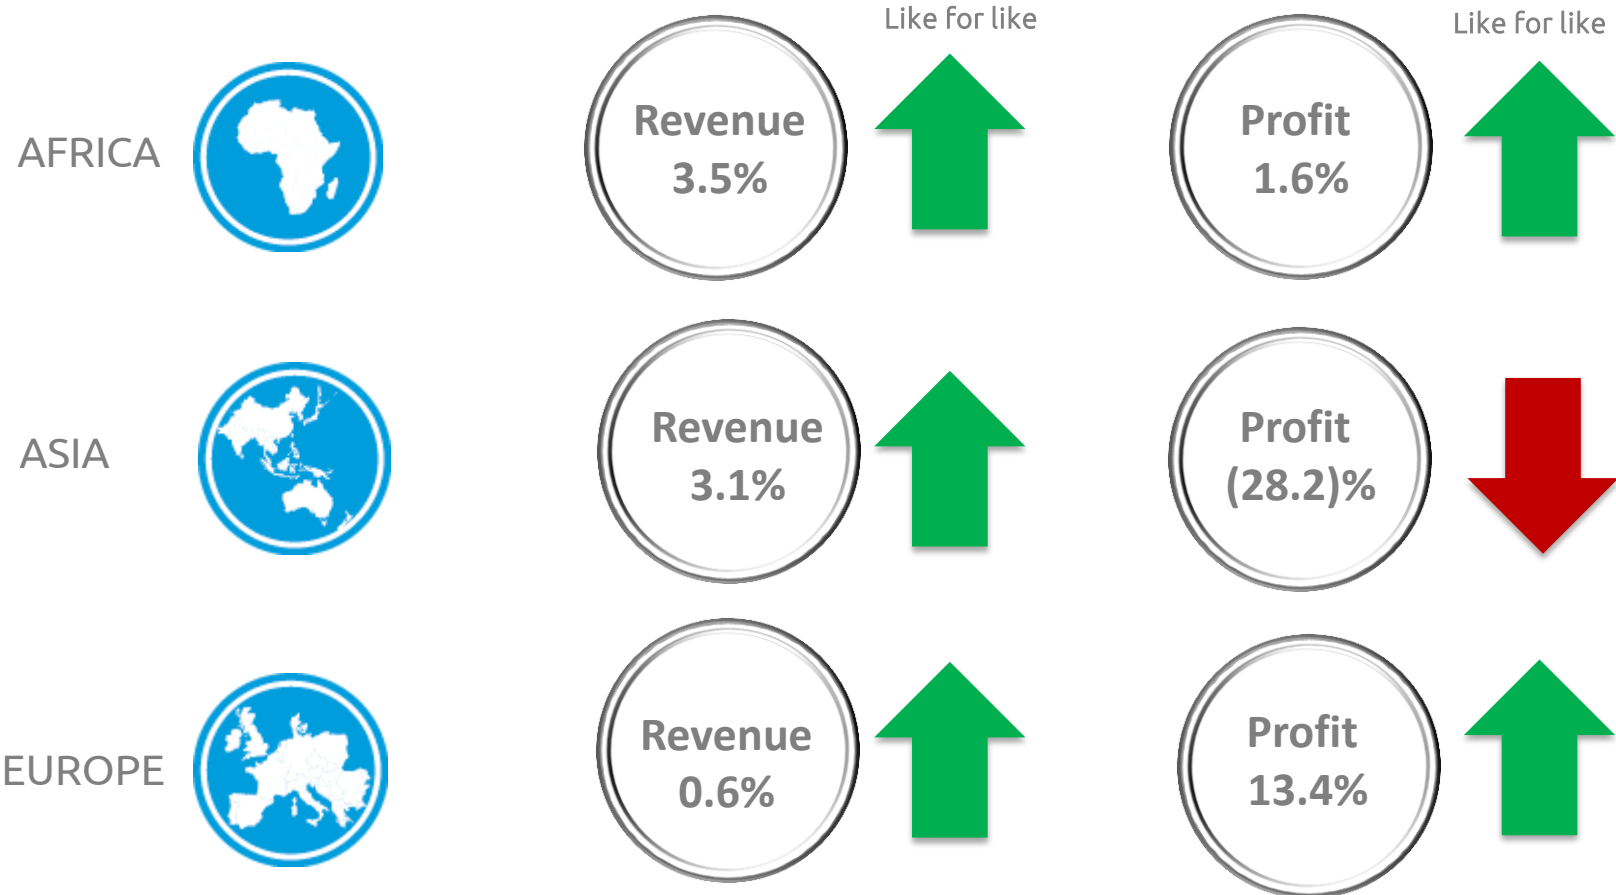 Like for like
Like for like
AFRICA
Revenue
3.5%
Profit
1.6%
ASIA
Revenue
3.1%
Profit
(28.2)%
EUROPE
Revenue
0.6%
Profit
13.4%